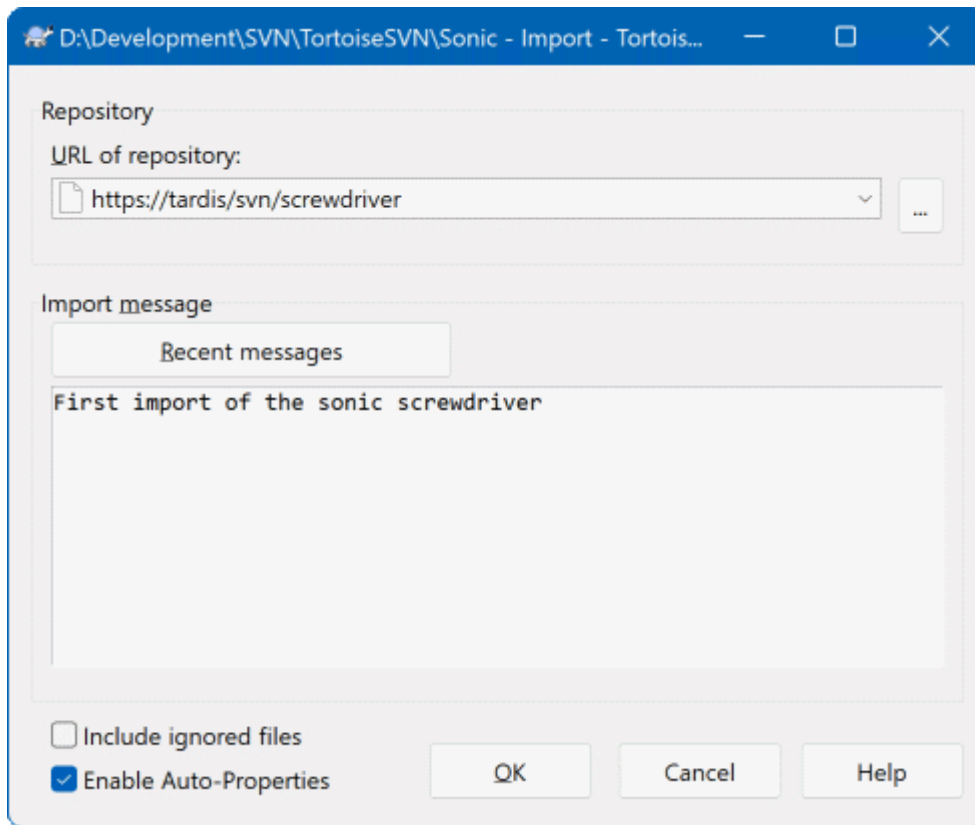 D:\Development\SVN\TortoiseSVN\Sonic - Import - Tortois...
Repository
URL of repository:
https://tardis/svn/screwdriver
...
Import message
Recent messages
First import of the sonic screwdriver
Include ignored files
Enable Auto-Properties
OK
Cancel
Help